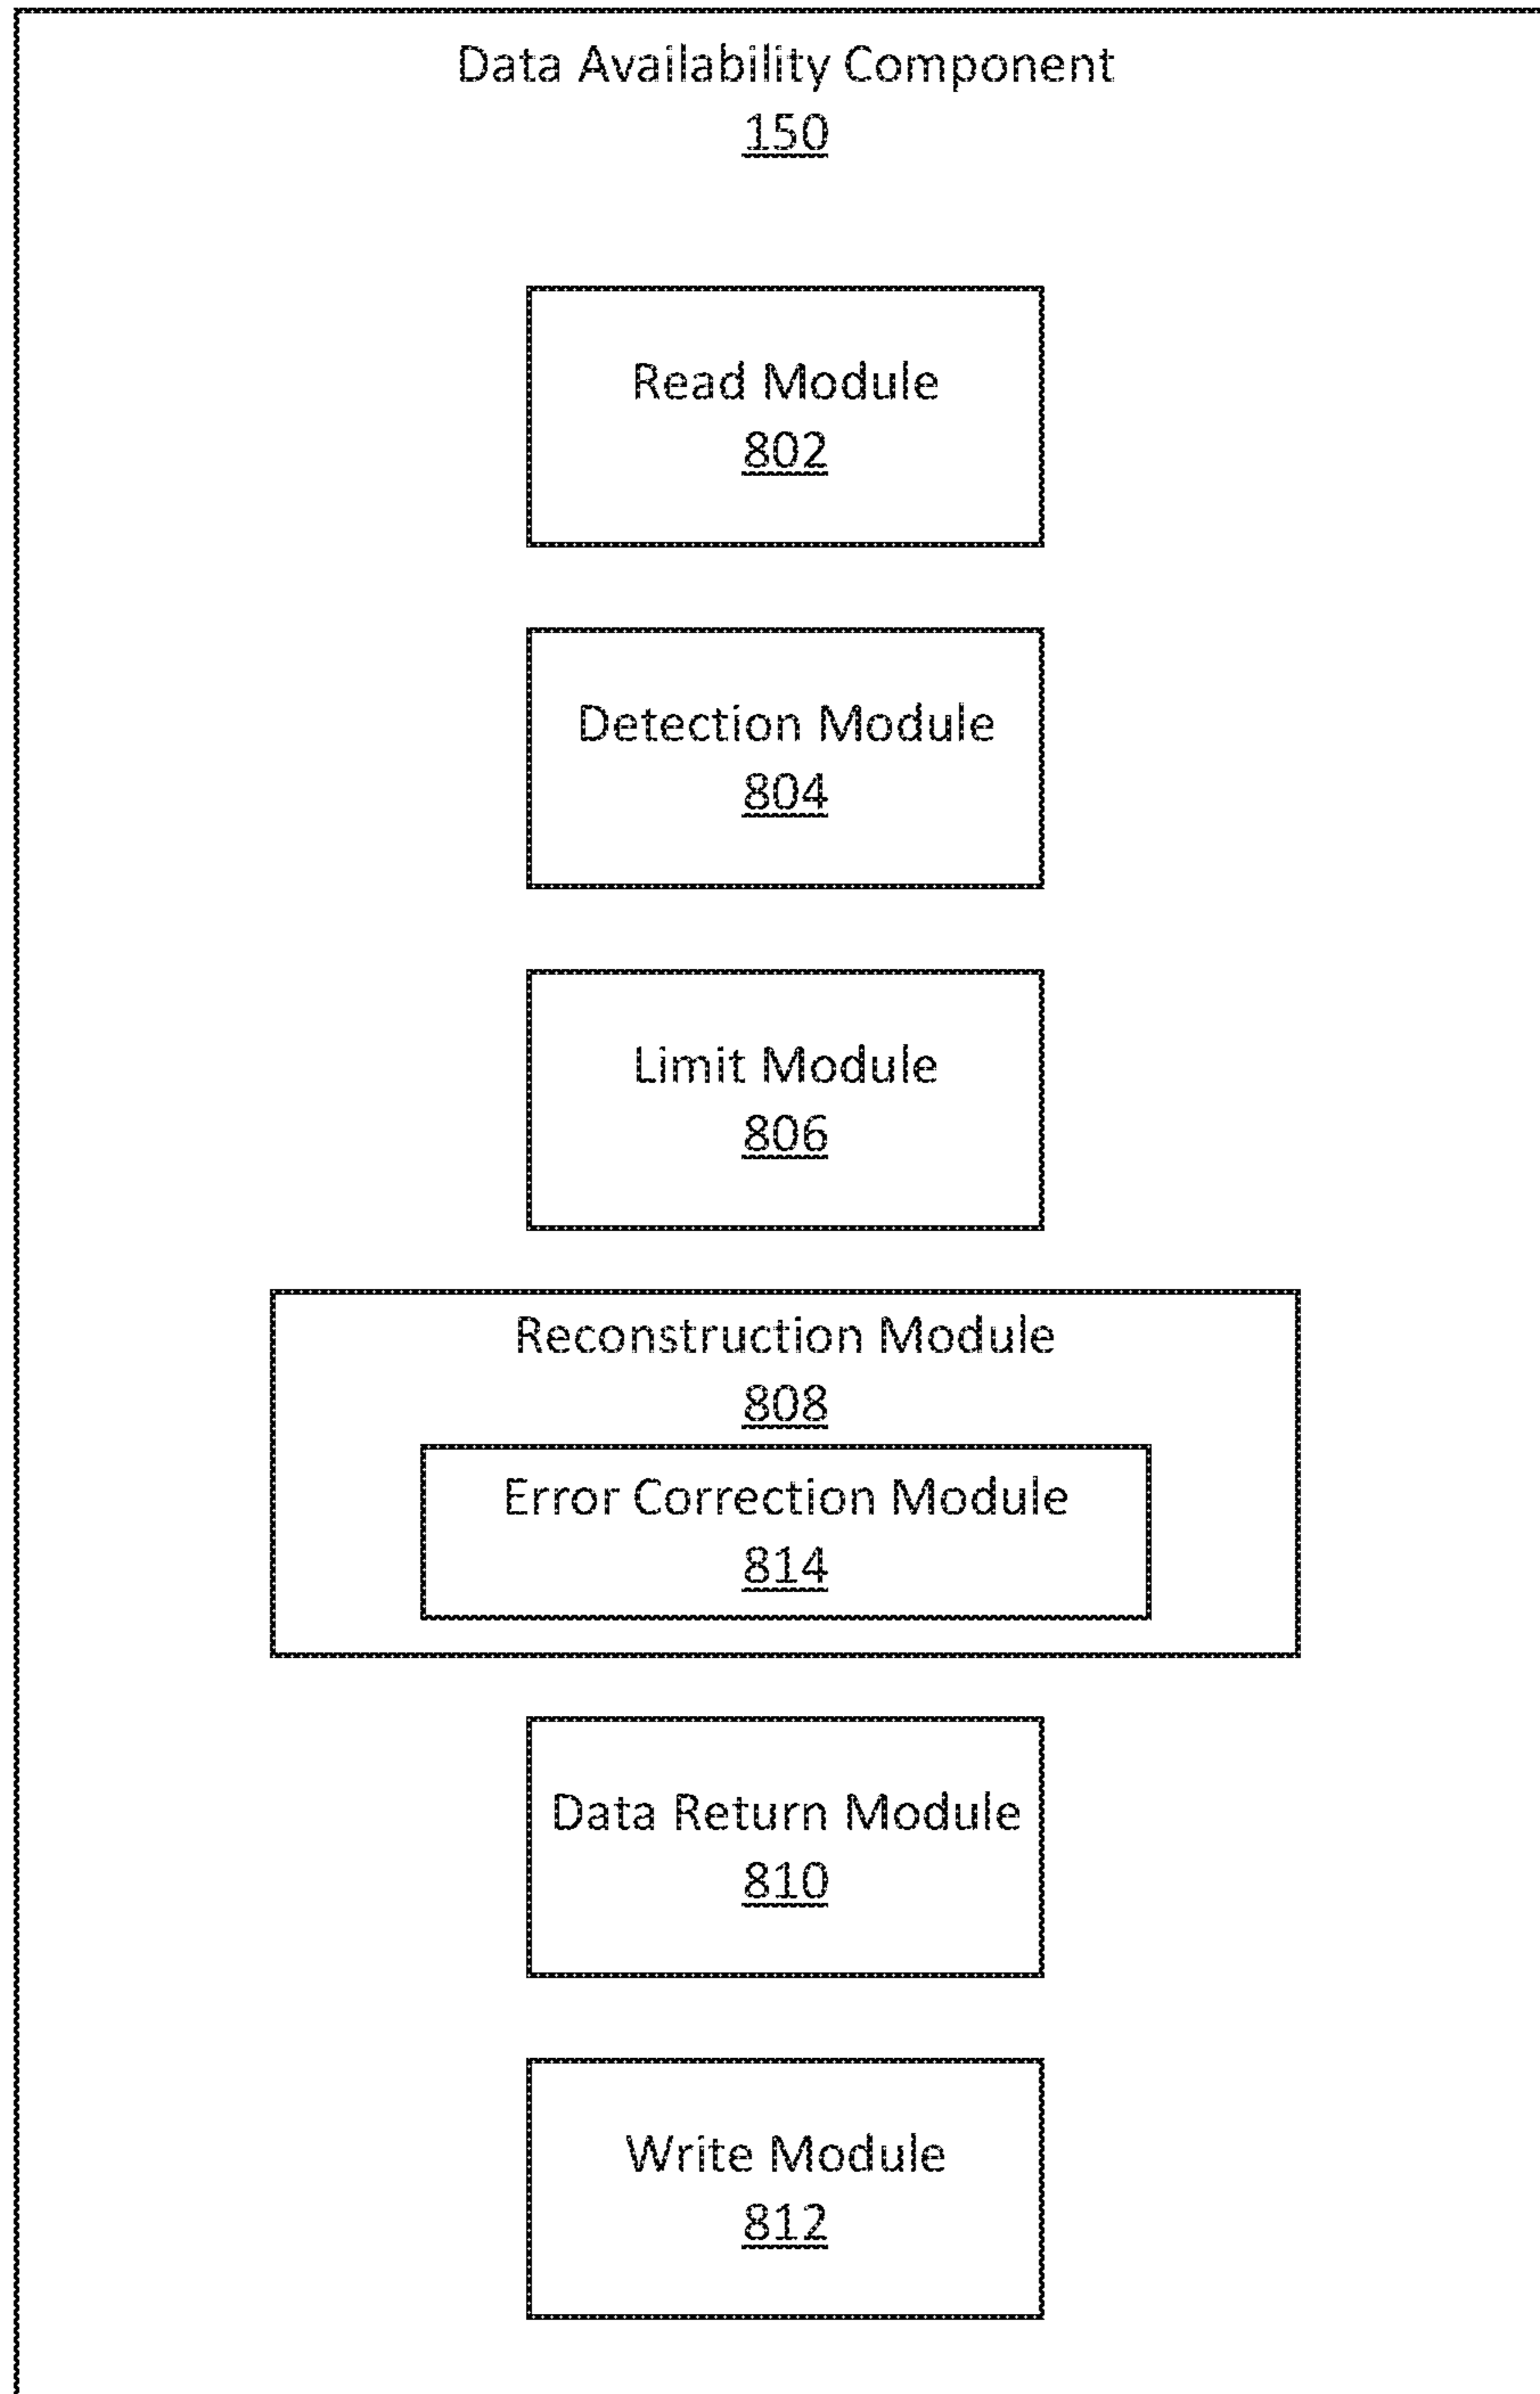 Data Availability Component
150
Read Module
802
Detection Module
804
Limit Module
806
Reconstruction Module
808
Error Correction Module
814
Data Return Module
810
Write Module
812